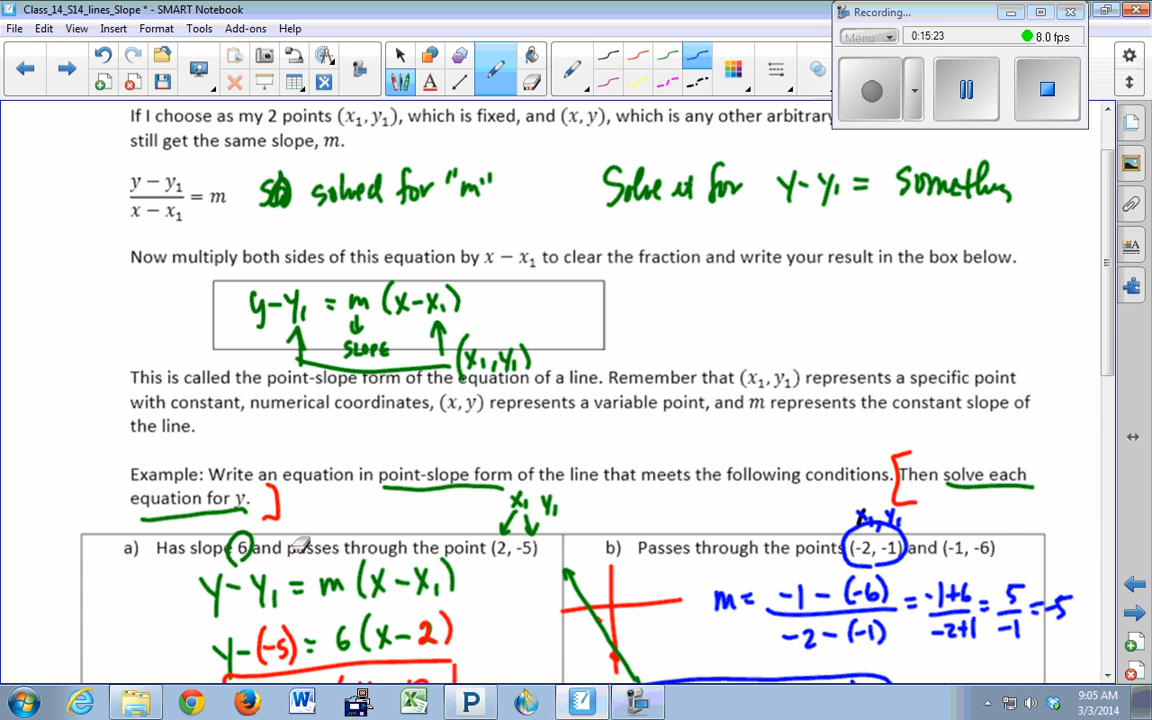 Class_14_S14_lines_Slope * - SMART Notebook
File Edit View Insert Format Tools Add-ons Help
Recording...
Menu 0:15:23 8.0 fps
If I choose as my 2 points (x₁, y₁), which is fixed, and (x, y), which is any other arbitrary
still get the same slope, m.
y − y₁
x − x₁ = m
solved for "m"
Solve it for y-y₁ =
Now multiply both sides of this equation by x − x₁ to clear the fraction and write your result in the box below.
y-y₁ = m (x-x₁)
SLOPE
(x₁, y₁)
This is called the point-slope form of the equation of a line. Remember that (x₁, y₁) represents a specific point
with constant, numerical coordinates, (x, y) represents a variable point, and m represents the constant slope of
the line.
Example: Write an equation in point-slope form of the line that meets the following conditions. [Then solve each
equation for y. ]
x₁ y₁
x₁, y₁
a) Has slope 6 and passes through the point (2, -5)
b) Passes through the points (-2, -1) and (-1, -6)
y-y₁ = m (x-x₁)
y-(-5) = 6 (x-2)
m = -1-(-6) / -2-(-1) = -1+6 / -2+1 = 5 / -1 = -5
9:05 AM
3/3/2014